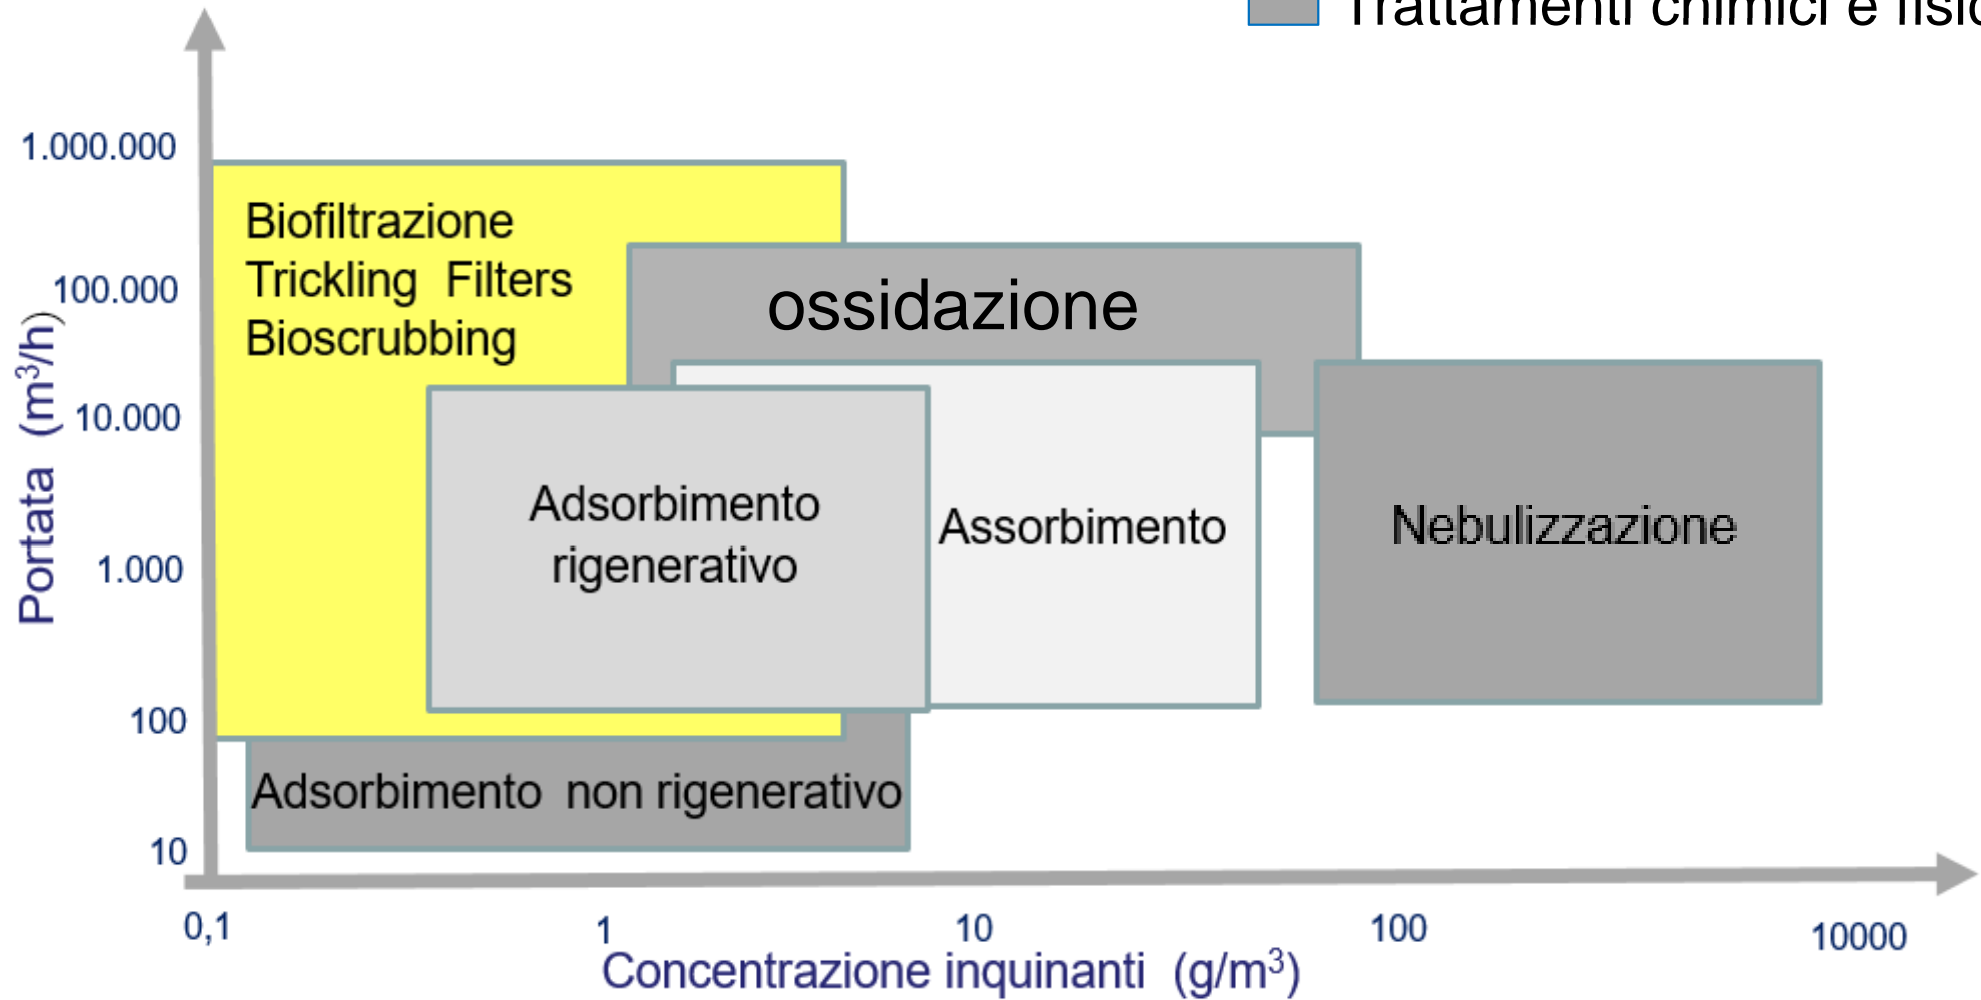 Trattamenti chimici e
1.000.000
Biofiltrazione
Trickling Filters
Bioscrubbing
100.000
ossidazione
Portata (m³/h)
10.000
Adsorbimento
rigenerativo
Assorbimento
Nebulizzazione
1.000
100
Adsorbimento non rigenerativo
10
0,1
1
10
100
10000
Concentrazione inquinanti (g/m³)